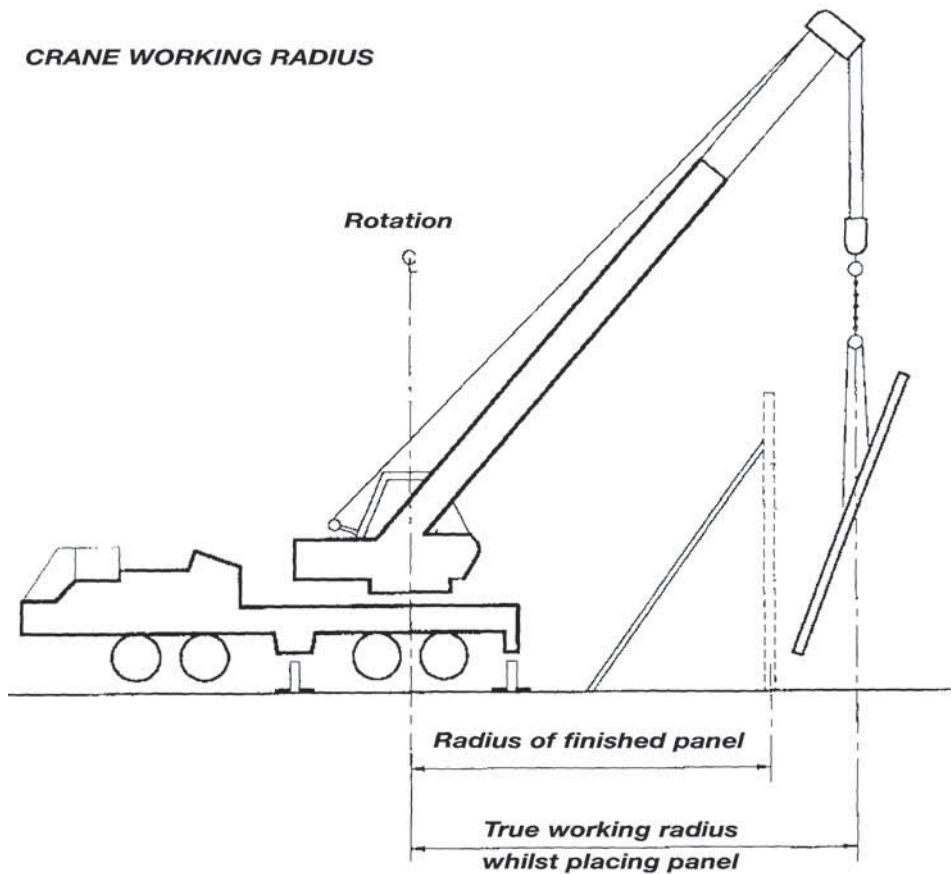 CRANE WORKING RADIUS
Rotation
Radius of finished panel
True working radius
whilst placing panel